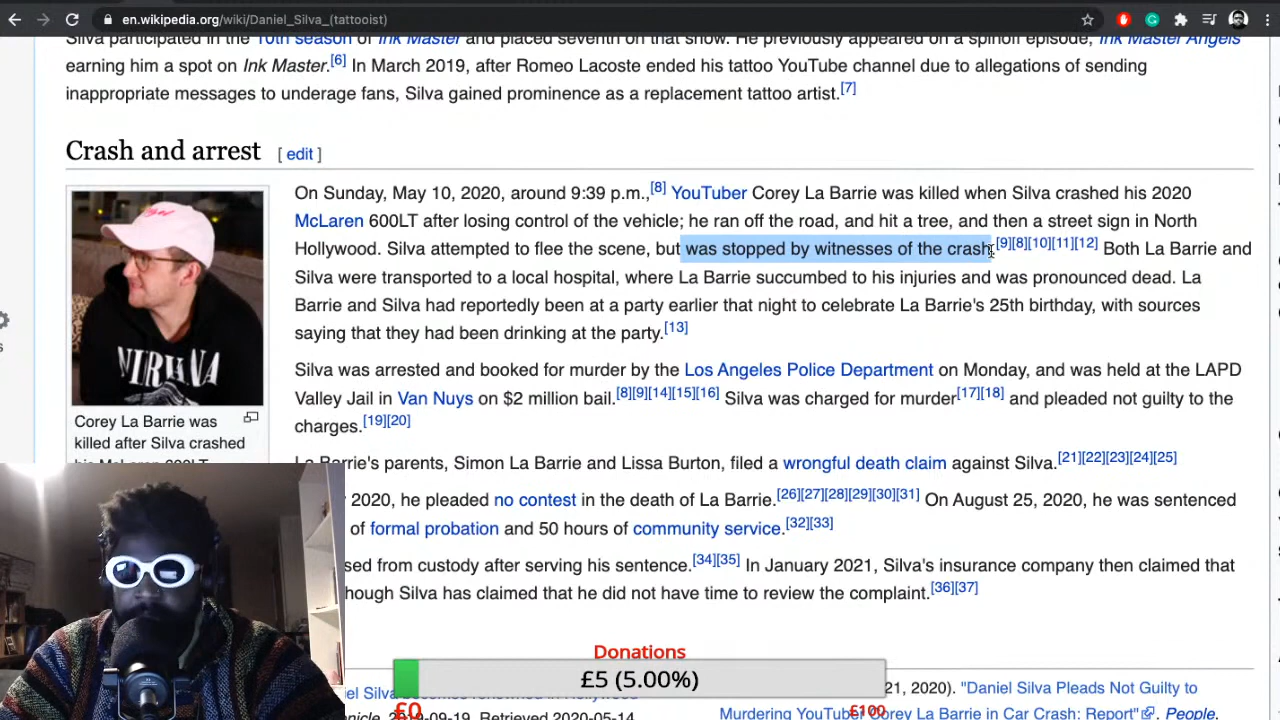 en.wikipedia.org/wiki/Daniel_Silva_(tattooist)
Silva participated in the 10th season of Ink Master and placed seventh on that show. He previously appeared on a spinoff episode, Ink Master Angels
earning him a spot on Ink Master.[6] In March 2019, after Romeo Lacoste ended his tattoo YouTube channel due to allegations of sending
inappropriate messages to underage fans, Silva gained prominence as a replacement tattoo artist.[7]
Crash and arrest [ edit ]
On Sunday, May 10, 2020, around 9:39 p.m.,[8] YouTuber Corey La Barrie was killed when Silva crashed his 2020
McLaren 600LT after losing control of the vehicle; he ran off the road, and hit a tree, and then a street sign in North
Hollywood. Silva attempted to flee the scene, but was stopped by witnesses of the crash.[9][8][10][11][12] Both La Barrie and
Silva were transported to a local hospital, where La Barrie succumbed to his injuries and was pronounced dead. La
Barrie and Silva had reportedly been at a party earlier that night to celebrate La Barrie's 25th birthday, with sources
saying that they had been drinking at the party.[13]
NIRVANA
Corey La Barrie was
killed after Silva crashed
his McLaren 600LT
Silva was arrested and booked for murder by the Los Angeles Police Department on Monday, and was held at the LAPD
Valley Jail in Van Nuys on $2 million bail.[8][9][14][15][16] Silva was charged for murder[17][18] and pleaded not guilty to the
charges.[19][20]
La Barrie's parents, Simon La Barrie and Lissa Burton, filed a wrongful death claim against Silva.[21][22][23][24][25]
2020, he pleaded no contest in the death of La Barrie.[26][27][28][29][30][31] On August 25, 2020, he was sentenced
of formal probation and 50 hours of community service.[32][33]
sed from custody after serving his sentence.[34][35] In January 2021, Silva's insurance company then claimed that
hough Silva has claimed that he did not have time to review the complaint.[36][37]
Donations
£5 (5.00%)
£0
£100
21, 2020). "Daniel Silva Pleads Not Guilty to
Murdering YouTuber Corey La Barrie in Car Crash: Report" People.